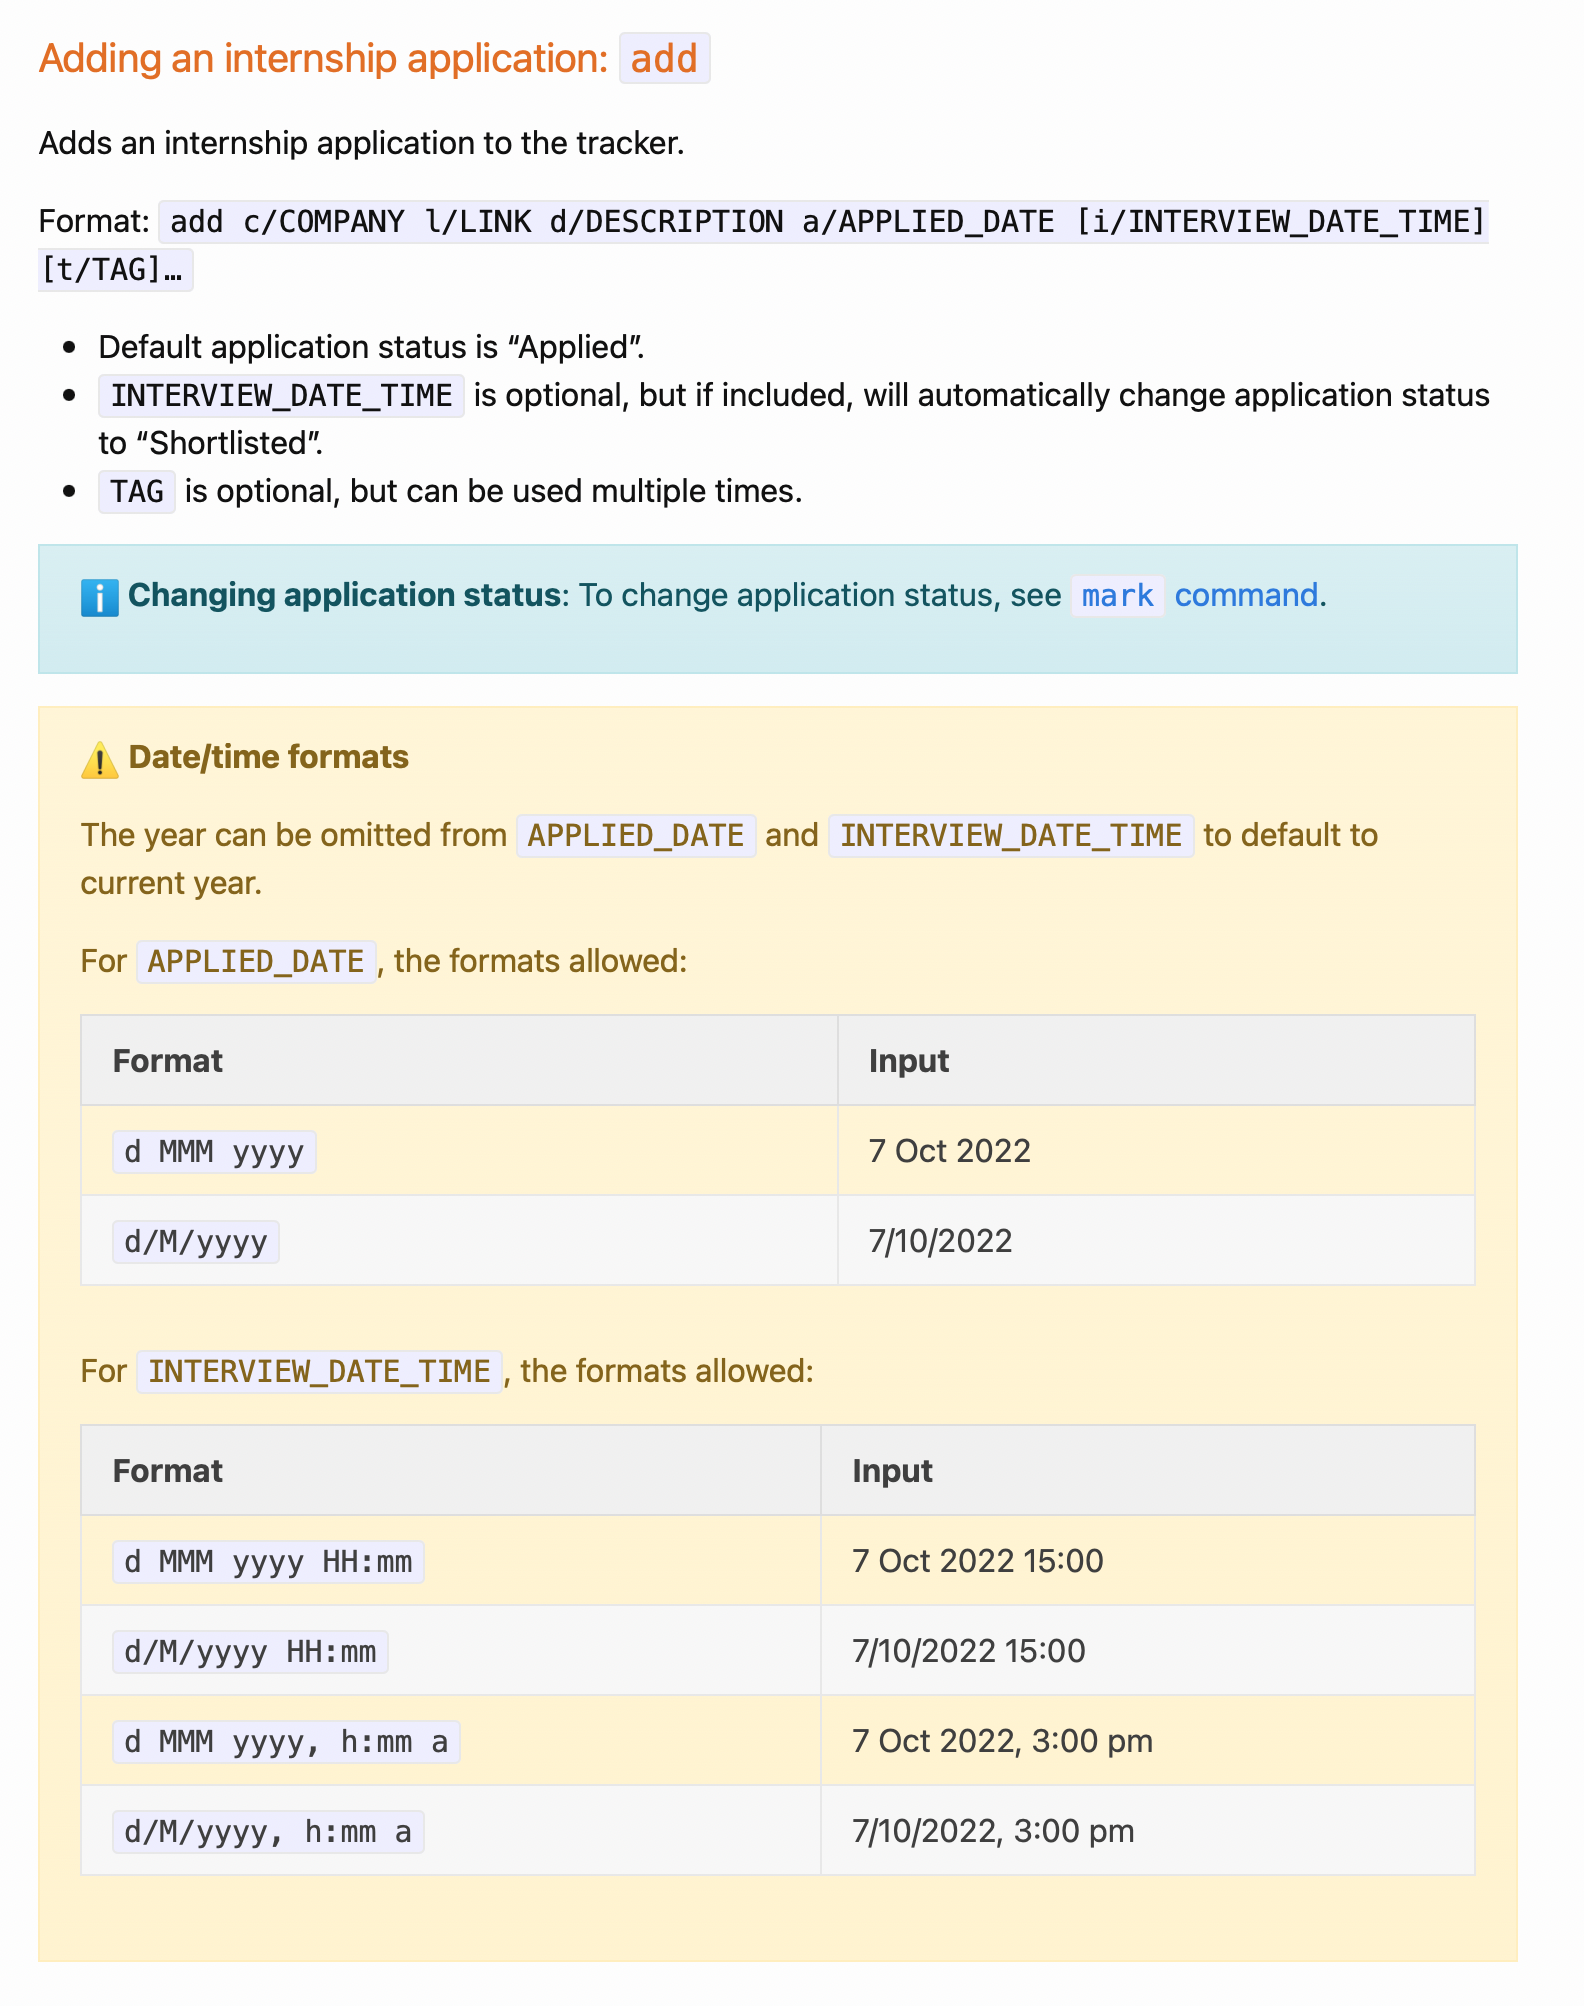 Adding an internship application: add
Adds an internship application to the tracker.
Format: add c/COMPANY l/LINK d/DESCRIPTION a/APPLIED_DATE [i/INTERVIEW_DATE_TIME]
[t/TAG]…
• Default application status is “Applied”.
• INTERVIEW_DATE_TIME is optional, but if included, will automatically change application status
to “Shortlisted”.
• TAG is optional, but can be used multiple times.
ℹ️ Changing application status: To change application status, see mark command.
⚠️ Date/time formats
The year can be omitted from APPLIED_DATE and INTERVIEW_DATE_TIME to default to
current year.
For APPLIED_DATE, the formats allowed:
Format Input
d MMM yyyy 7 Oct 2022
d/M/yyyy 7/10/2022
For INTERVIEW_DATE_TIME, the formats allowed:
Format Input
d MMM yyyy HH:mm 7 Oct 2022 15:00
d/M/yyyy HH:mm 7/10/2022 15:00
d MMM yyyy, h:mm a 7 Oct 2022, 3:00 pm
d/M/yyyy, h:mm a 7/10/2022, 3:00 pm